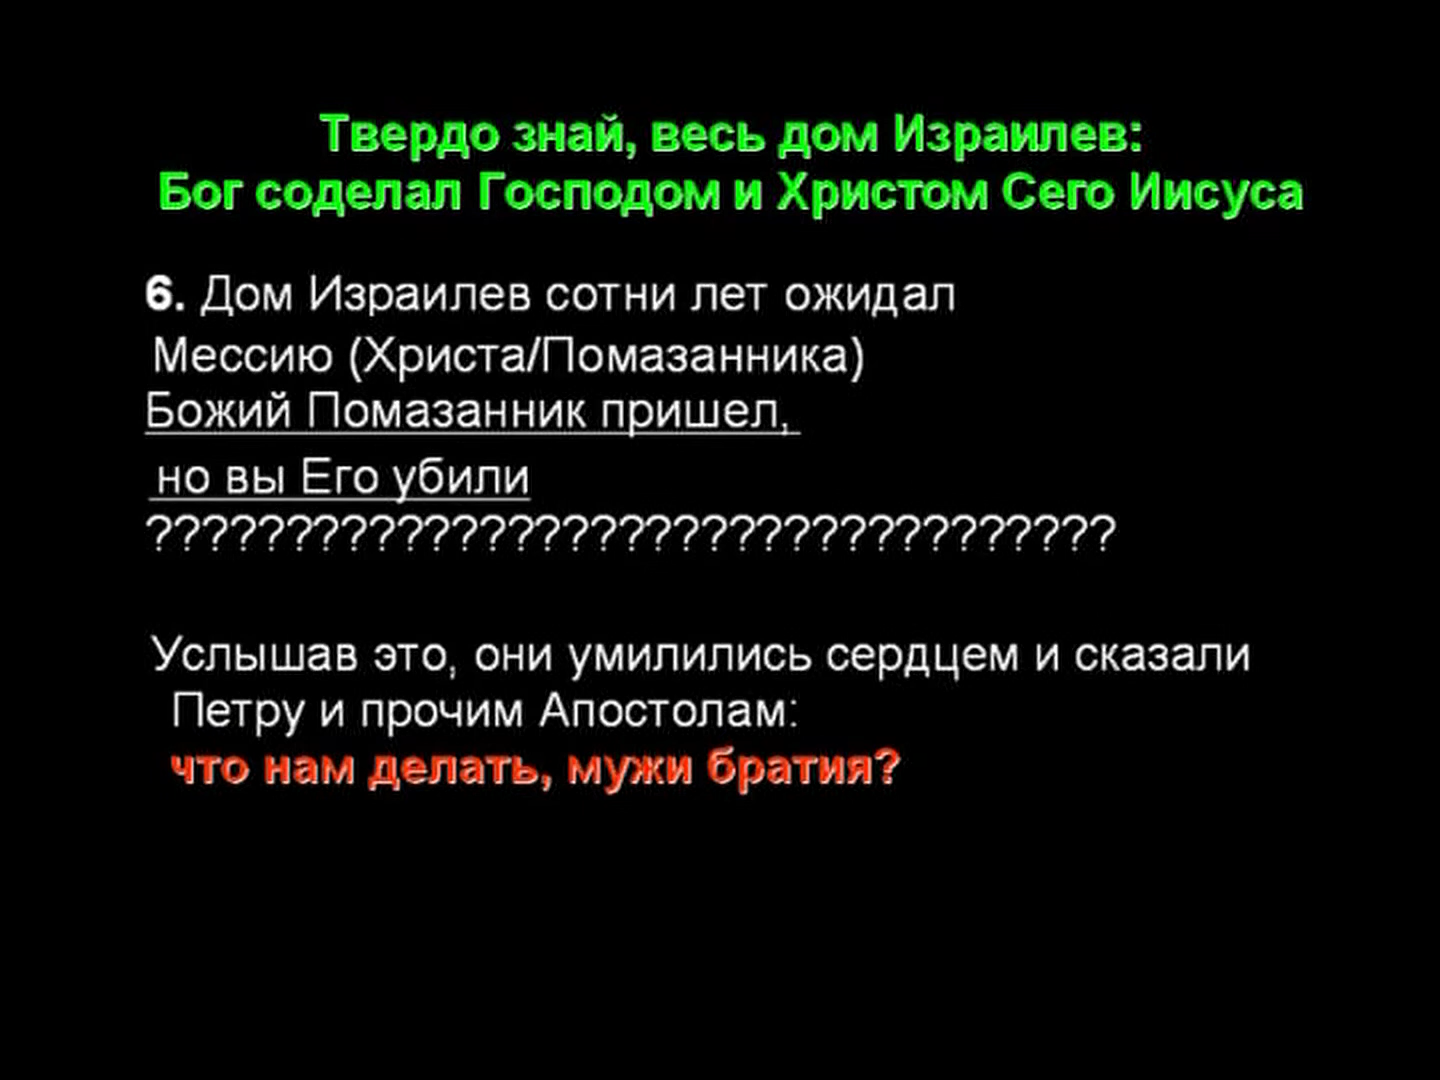 Твердо знай, весь дом Израилев:
Бог соделал Господом и Христом Сего Иисуса
6. Дом Израилев сотни лет ожидал
Мессию (Христа/Помазанника)
Божий Помазанник пришел,
но вы Его убили
???????????????????????????????????
Услышав это, они умилились сердцем и сказали
Петру и прочим Апостолам:
что нам делать, мужи братия?